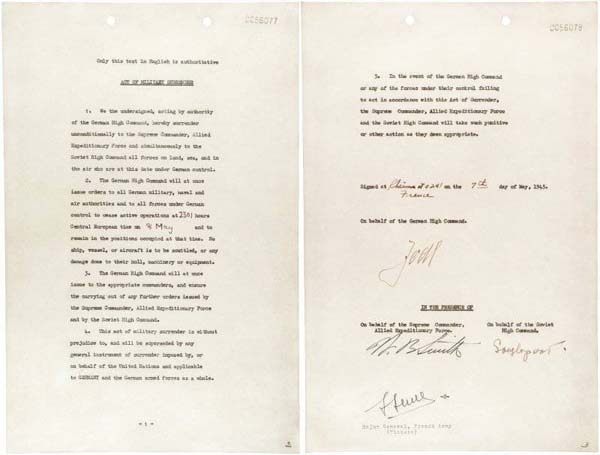 0056077
Only this text in English is authoritative
ACT OF MILITARY SURRENDER
1. We the undersigned, acting by authority
of the German High Command, hereby surrender
unconditionally to the Supreme Commander, Allied
Expeditionary Force and simultaneously to the
Soviet High Command all forces on land, sea, and in
the air who are at this date under German control.
2. The German High Command will at once
issue orders to all German military, naval and
air authorities and to all forces under German
control to cease active operations at 2301 hours
Central European time on 8 May and to
remain in the positions occupied at that time. No
ship, vessel, or aircraft is to be scuttled, or any
damage done to their hull, machinery or equipment.
3. The German High Command will at once
issue to the appropriate commanders, and ensure
the carrying out of any further orders issued by
the Supreme Commander, Allied Expeditionary Force
and by the Soviet High Command.
4. This act of military surrender is without
prejudice to, and will be superseded by any
general instrument of surrender imposed by, or
on behalf of the United Nations and applicable
to GERMANY and the German armed forces as a whole.
- 1 -
0056078
5. In the event of the German High Command
or any of the forces under their control failing
to act in accordance with this Act of Surrender,
the Supreme Commander, Allied Expeditionary Force
and the Soviet High Command will take such punitive
or other action as they deem appropriate.
Signed at on the 7th day of May, 1945.
France
On behalf of the German High Command.
Jodl
IN THE PRESENCE OF
On behalf of the Supreme Commander,
Allied Expeditionary Force.
On behalf of the Soviet
High Command.
W. B. Smith
Major General, French Army
(Witness)